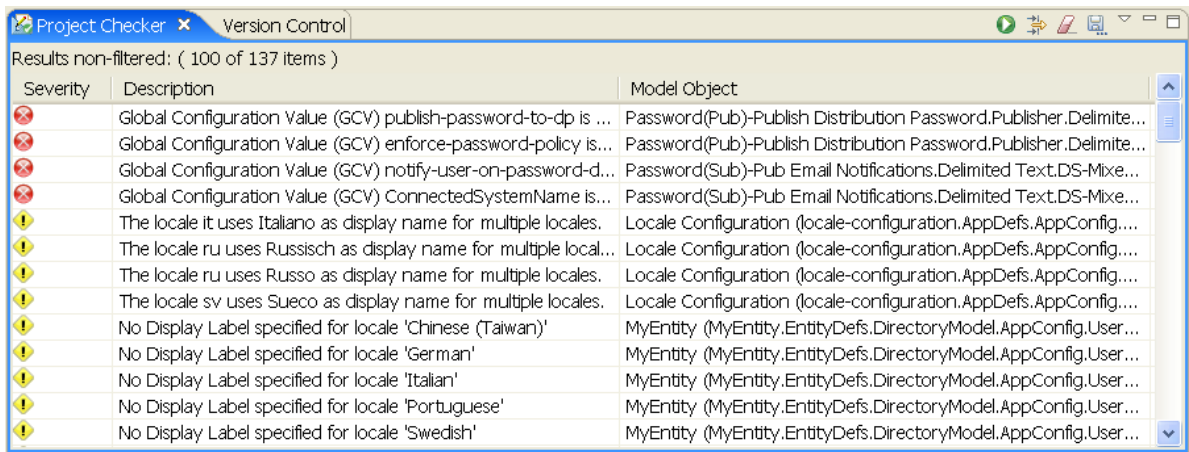 Project Checker Version Control
Results non-filtered: ( 100 of 137 items )
Severity Description Model Object
Global Configuration Value (GCV) publish-password-to-dp is ... Password(Pub)-Publish Distribution Password.Publisher.Delimite...
Global Configuration Value (GCV) enforce-password-policy is... Password(Pub)-Publish Distribution Password.Publisher.Delimite...
Global Configuration Value (GCV) notify-user-on-password-d... Password(Sub)-Pub Email Notifications.Delimited Text.DS-Mixe...
Global Configuration Value (GCV) ConnectedSystemName is... Password(Sub)-Pub Email Notifications.Delimited Text.DS-Mixe...
The locale it uses Italiano as display name for multiple locales. Locale Configuration (locale-configuration.AppDefs.AppConfig....
The locale ru uses Russisch as display name for multiple local... Locale Configuration (locale-configuration.AppDefs.AppConfig....
The locale ru uses Russo as display name for multiple locales. Locale Configuration (locale-configuration.AppDefs.AppConfig....
The locale sv uses Sueco as display name for multiple locales. Locale Configuration (locale-configuration.AppDefs.AppConfig....
No Display Label specified for locale 'Chinese (Taiwan)' MyEntity (MyEntity.EntityDefs.DirectoryModel.AppConfig.User...
No Display Label specified for locale 'German' MyEntity (MyEntity.EntityDefs.DirectoryModel.AppConfig.User...
No Display Label specified for locale 'Italian' MyEntity (MyEntity.EntityDefs.DirectoryModel.AppConfig.User...
No Display Label specified for locale 'Portuguese' MyEntity (MyEntity.EntityDefs.DirectoryModel.AppConfig.User...
No Display Label specified for locale 'Swedish' MyEntity (MyEntity.EntityDefs.DirectoryModel.AppConfig.User...